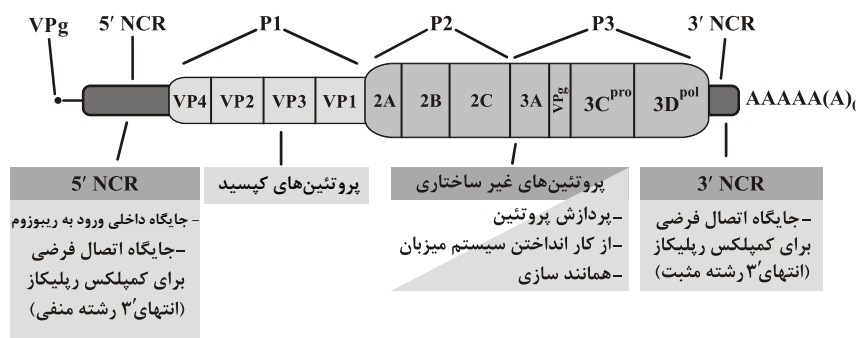 VPg
5′ NCR
P1
P2
P3
3′ NCR
VP4 VP2 VP3 VP1 2A 2B 2C 3A VPg 3Cpro 3Dpol
AAAAA(A)
5′ NCR
- جایگاه داخلی ورود به ریبوزوم
-جایگاه اتصال فرضی
برای کمپلکس رپلیکاز
(انتهای ۳′ رشته منفی)
پروتئین‌های کپسید
پروتئین‌های غیر ساختاری
-پردازش پروتئین
-از کار انداختن سیستم میزبان
-همانند سازی
3′ NCR
-جایگاه اتصال فرضی
برای کمپلکس رپلیکاز
(انتهای ۳′ رشته مثبت)